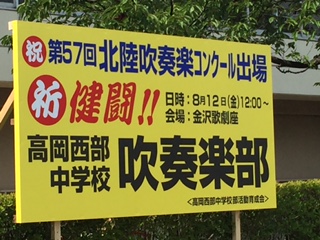 祝 第57回北陸吹奏楽コンクール出場
祈 健闘!!
日時:8月12日(金)12:00~
会場:金沢歌劇座
高岡西部
中学校
吹奏楽部
<高岡西部中学校部活動育成会>